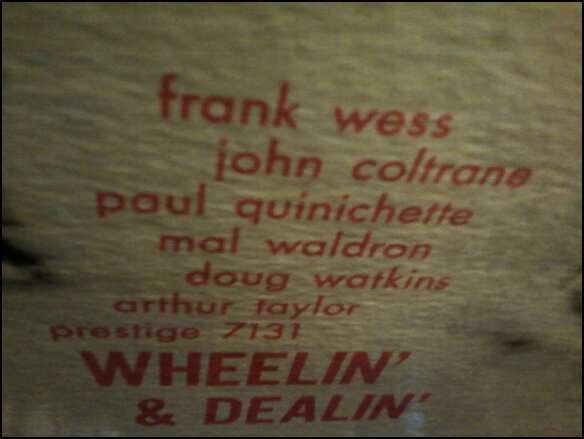 frank wess
john coltrane
paul quinichette
mal waldron
doug watkins
arthur taylor
prestige 7131
WHEELIN'
& DEALIN'